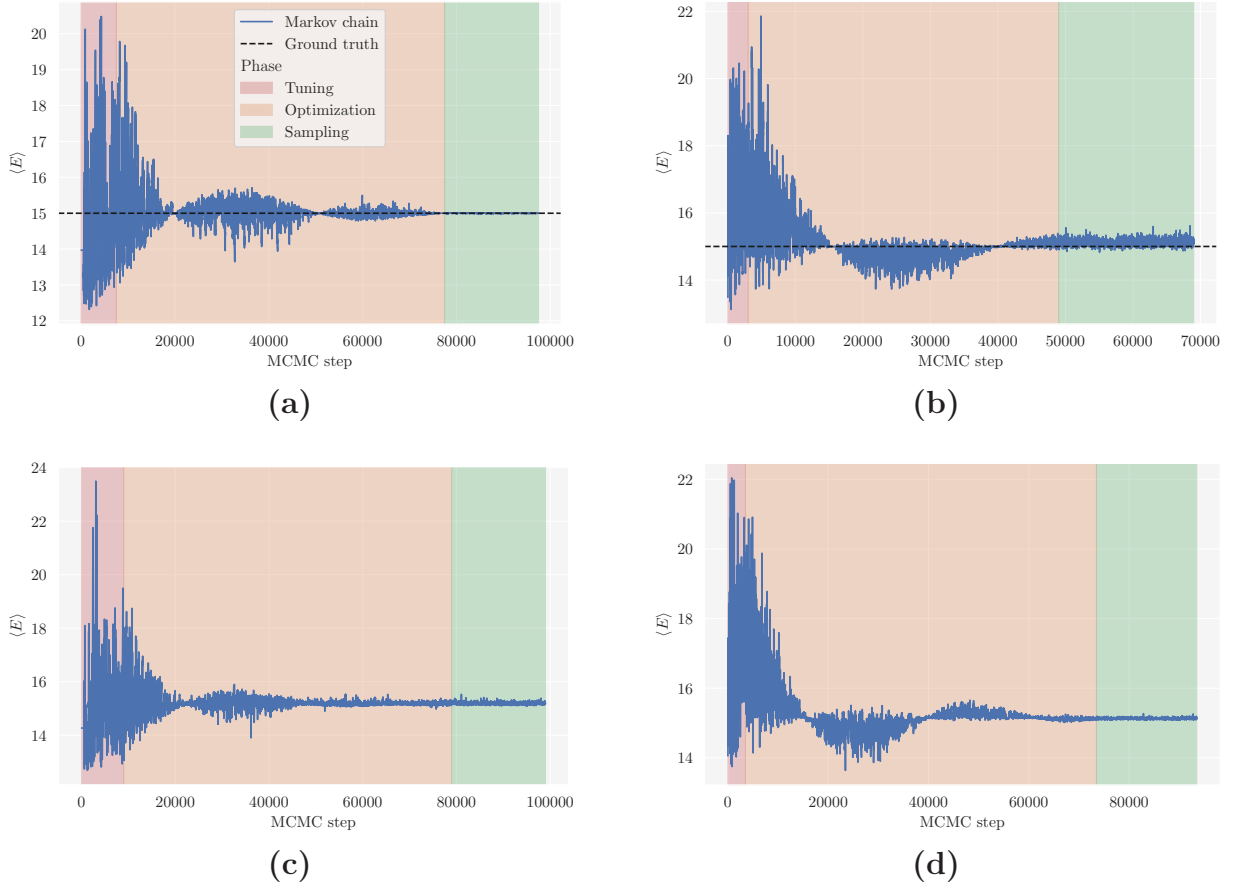 20
19
18
17
16
15
14
13
12
⟨E⟩
Markov chain
Ground truth
Phase
Tuning
Optimization
Sampling
0 20000 40000 60000 80000 100000
MCMC step
(a)
22
20
18
16
14
⟨E⟩
0 10000 20000 30000 40000 50000 60000 70000
MCMC step
(b)
24
22
20
18
16
14
⟨E⟩
0 20000 40000 60000 80000 100000
MCMC step
(c)
22
20
18
16
14
⟨E⟩
0 20000 40000 60000 80000
MCMC step
(d)